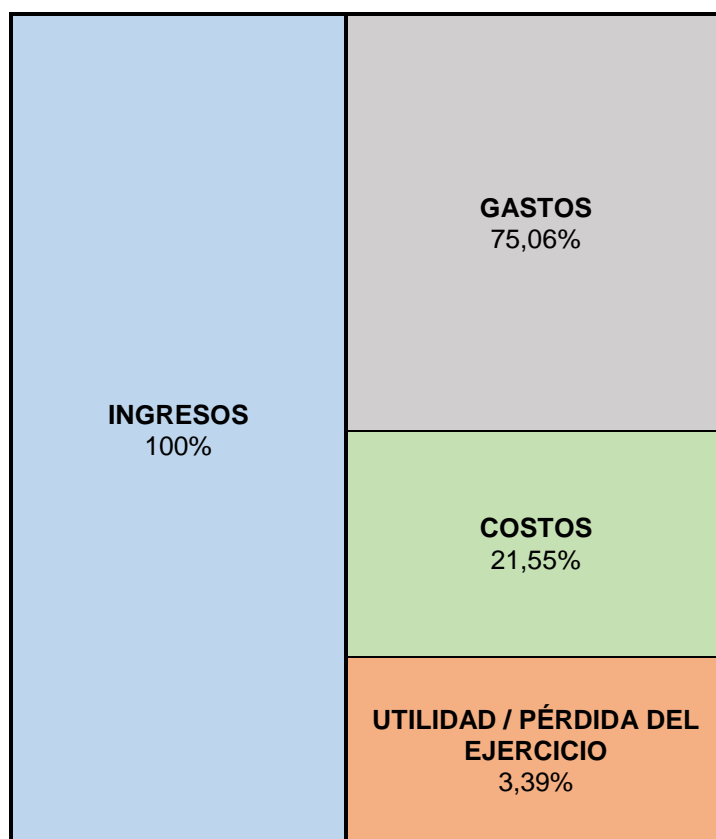 INGRESOS
100%
GASTOS
75,06%
COSTOS
21,55%
UTILIDAD / PÉRDIDA DEL
EJERCICIO
3,39%